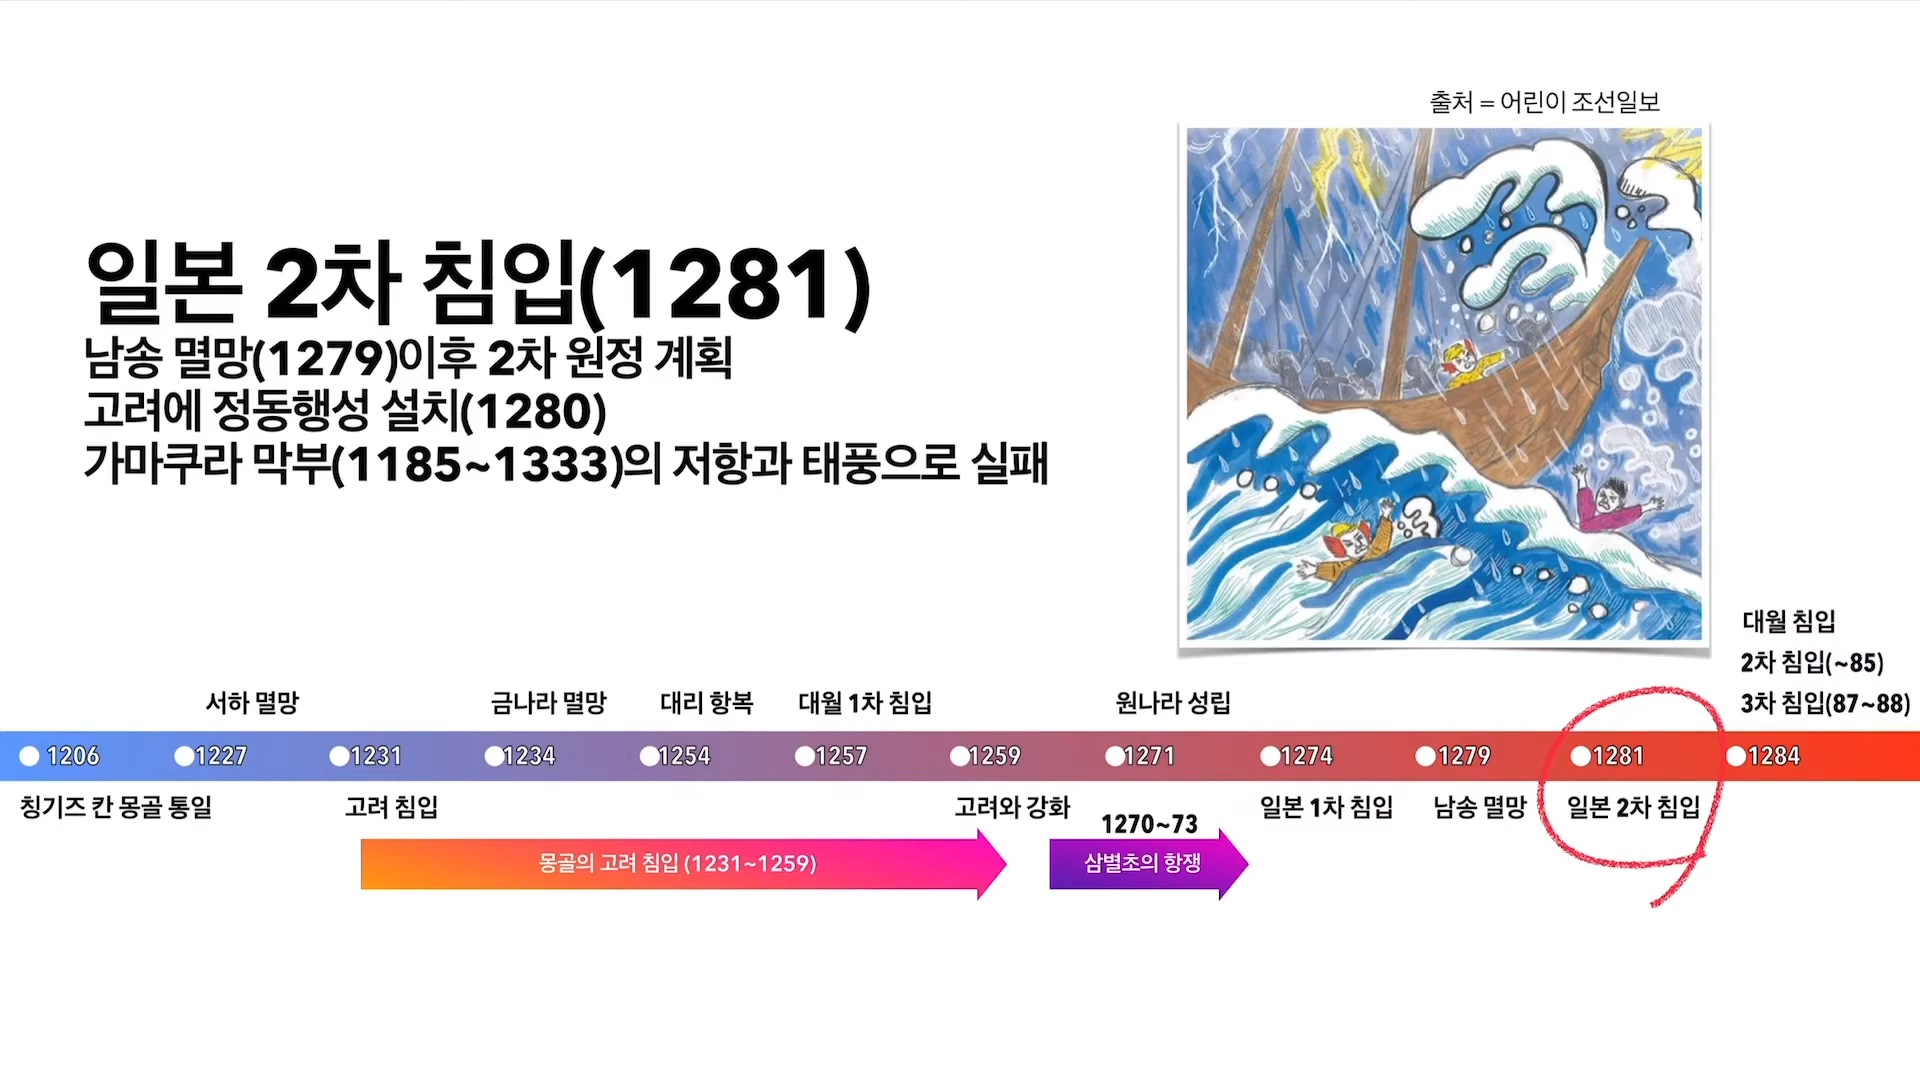 출처 = 어린이 조선일보
일본 2차 침입(1281)
남송 멸망(1279)이후 2차 원정 계획
고려에 정동행성 설치(1280)
가마쿠라 막부(1185~1333)의 저항과 태풍으로 실패
대월 침입
2차 침입(~85)
3차 침입(87~88)
서하 멸망
금나라 멸망
대리 항복
대월 1차 침입
원나라 성립
1206
1227
1231
1234
1254
1257
1259
1271
1274
1279
1281
1284
칭기즈 칸 몽골 통일
고려 침입
고려와 강화
1270~73
일본 1차 침입
남송 멸망
일본 2차 침입
몽골의 고려 침입 (1231~1259)
삼별초의 항쟁